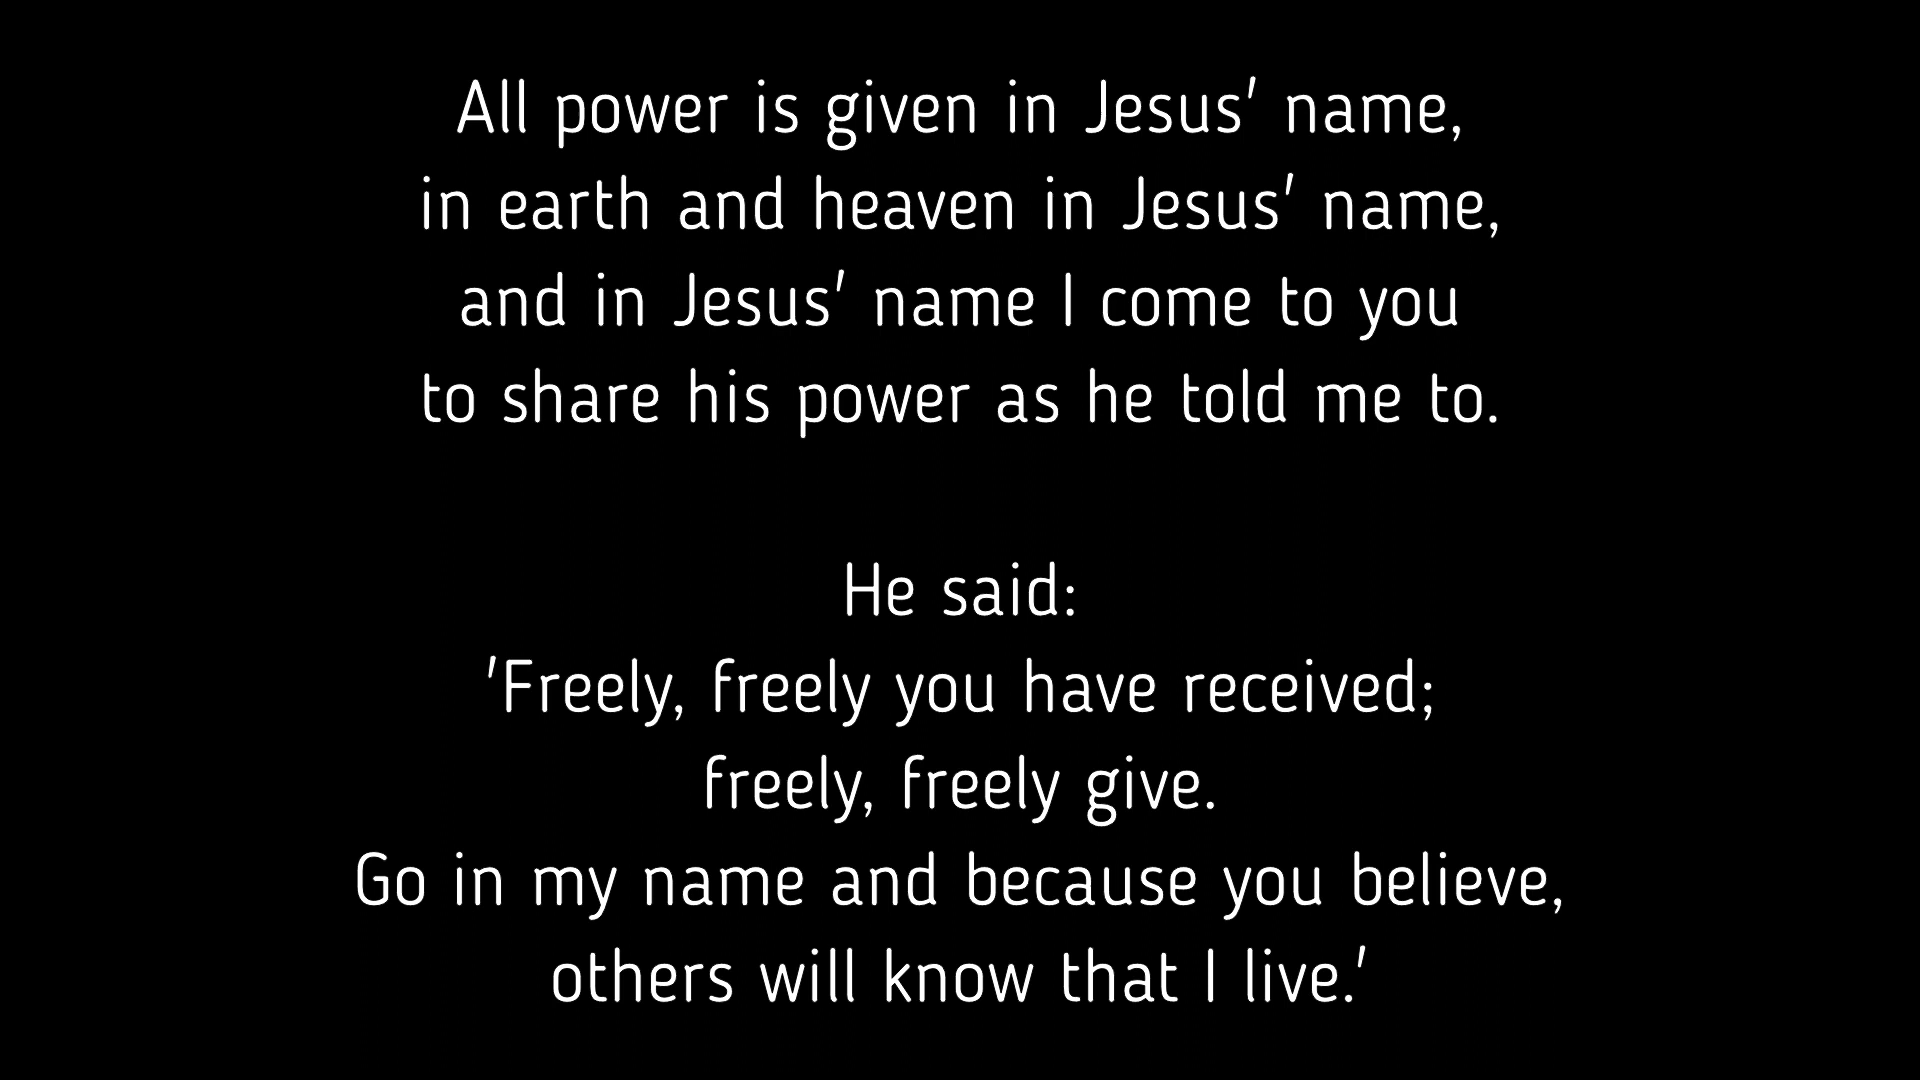 All power is given in Jesus' name,
in earth and heaven in Jesus' name,
and in Jesus' name I come to you
to share his power as he told me to.
He said:
'Freely, freely you have received;
freely, freely give.
Go in my name and because you believe,
others will know that I live.'